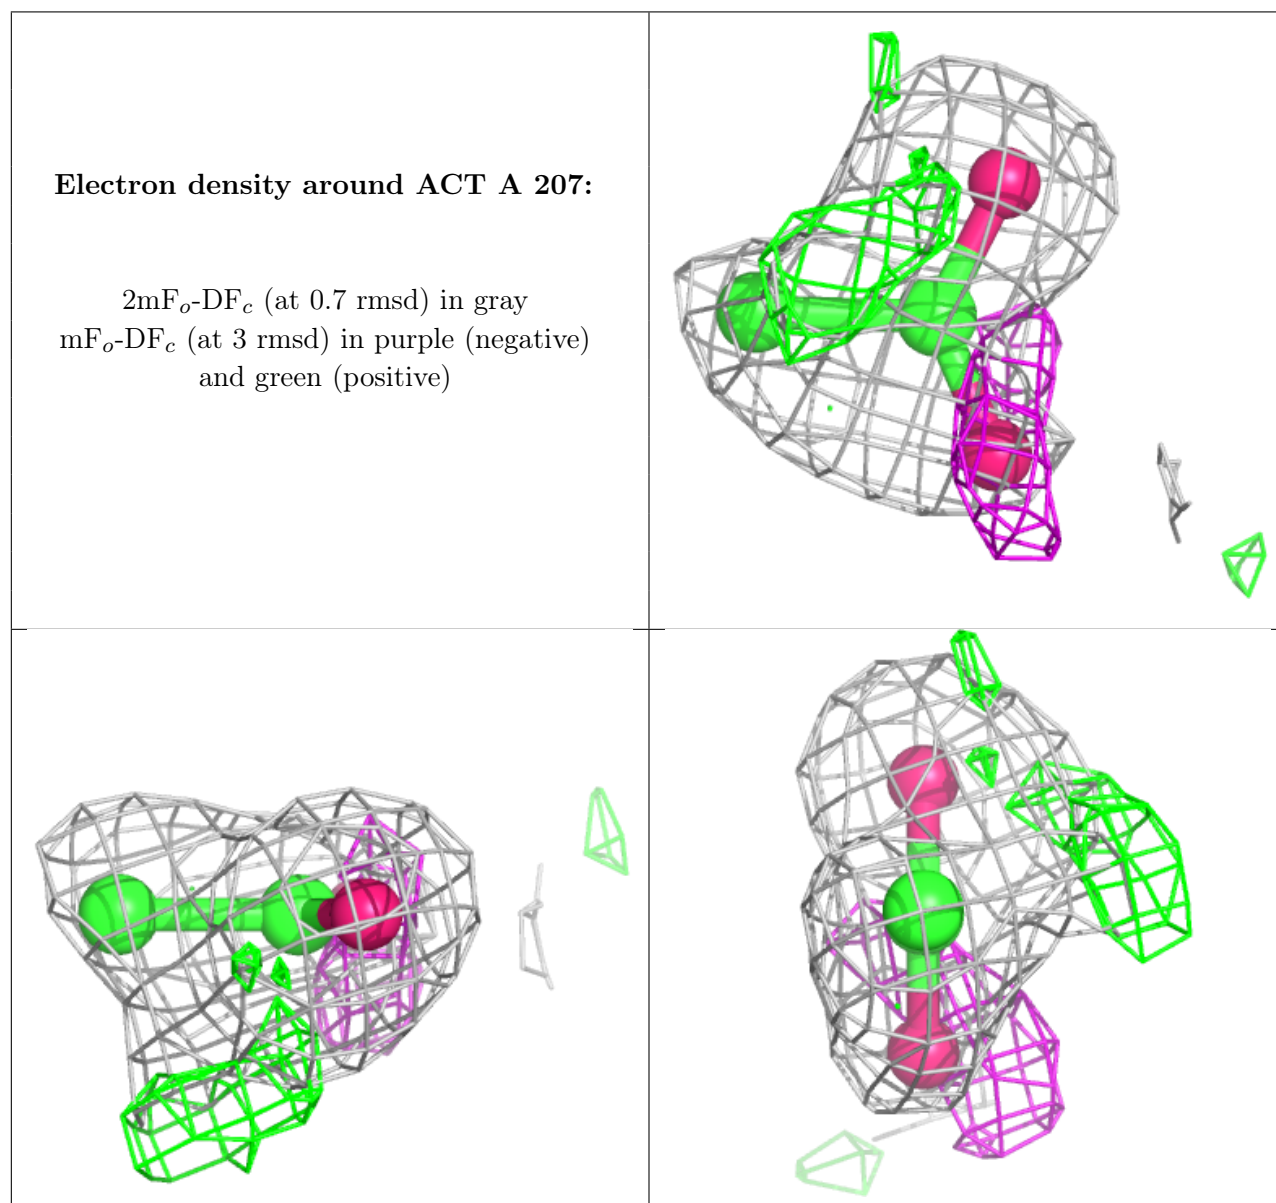 Electron density around ACT A 207:
2mFo-DFc (at 0.7 rmsd) in gray
mFo-DFc (at 3 rmsd) in purple (negative)
and green (positive)